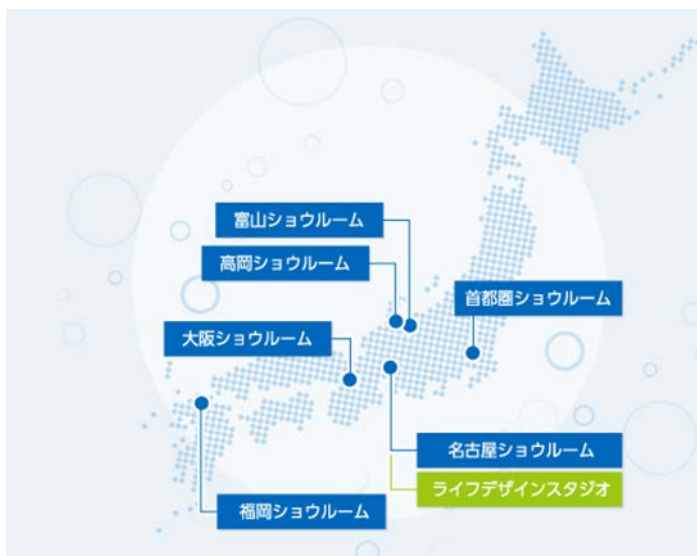 富山ショウルーム
高岡ショウルーム
首都圏ショウルーム
大阪ショウルーム
名古屋ショウルーム
ライフデザインスタジオ
福岡ショウルーム